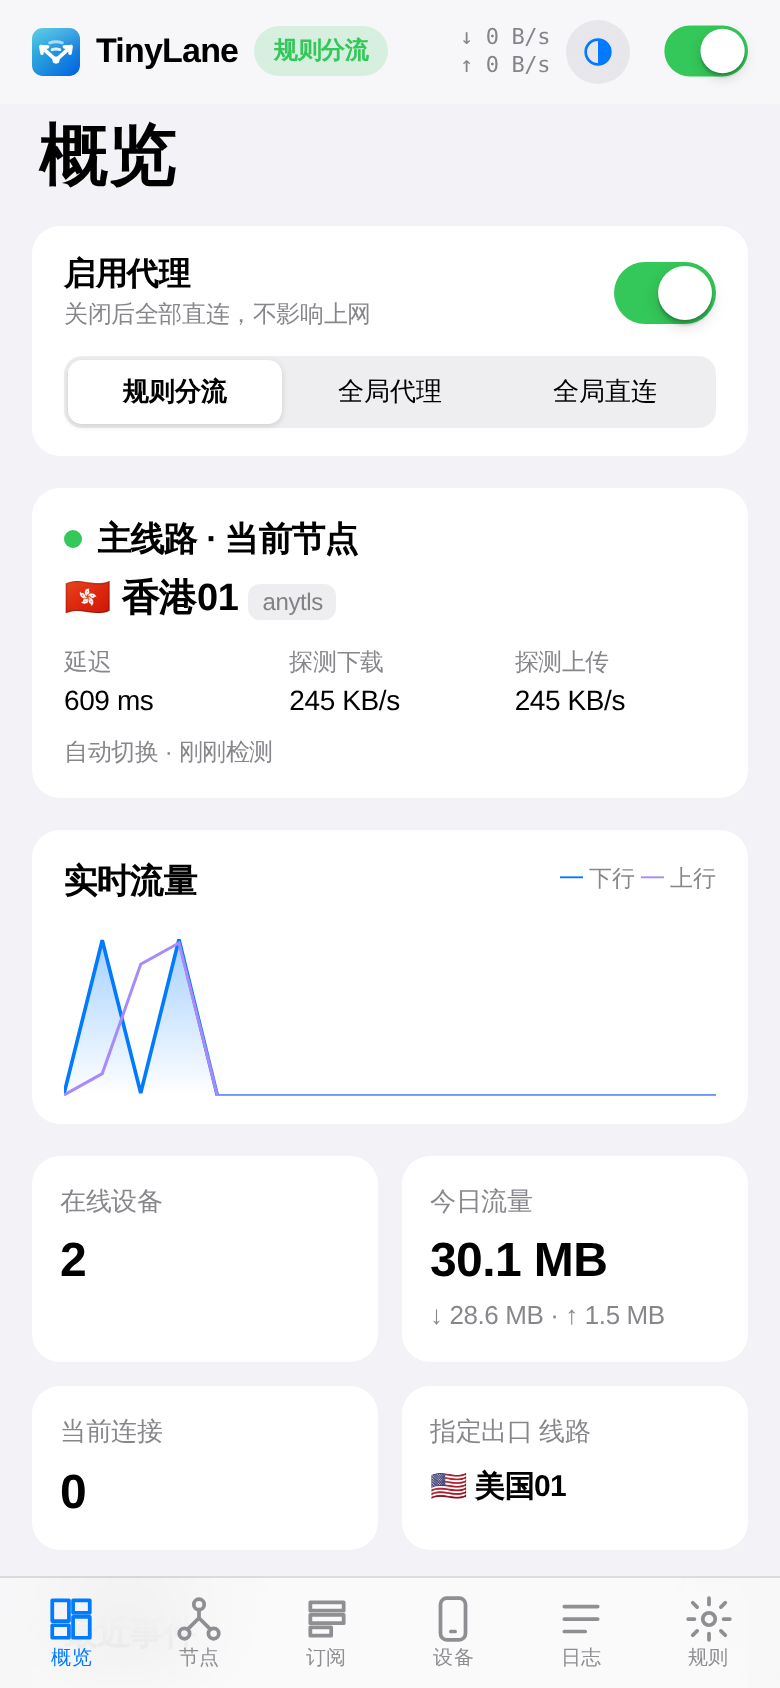 TinyLane 规则分流 ↓ 0 B/s
↑ 0 B/s
概览
启用代理
关闭后全部直连，不影响上网
规则分流 全局代理 全局直连
主线路 · 当前节点
🇭🇰 香港01 anytls
延迟 探测下载 探测上传
609 ms 245 KB/s 245 KB/s
自动切换 · 刚刚检测
实时流量 下行 上行
在线设备 今日流量
2 30.1 MB
↓ 28.6 MB · ↑ 1.5 MB
当前连接 指定出口 线路
0 🇺🇸 美国01
概览 节点 订阅 设备 日志 规则